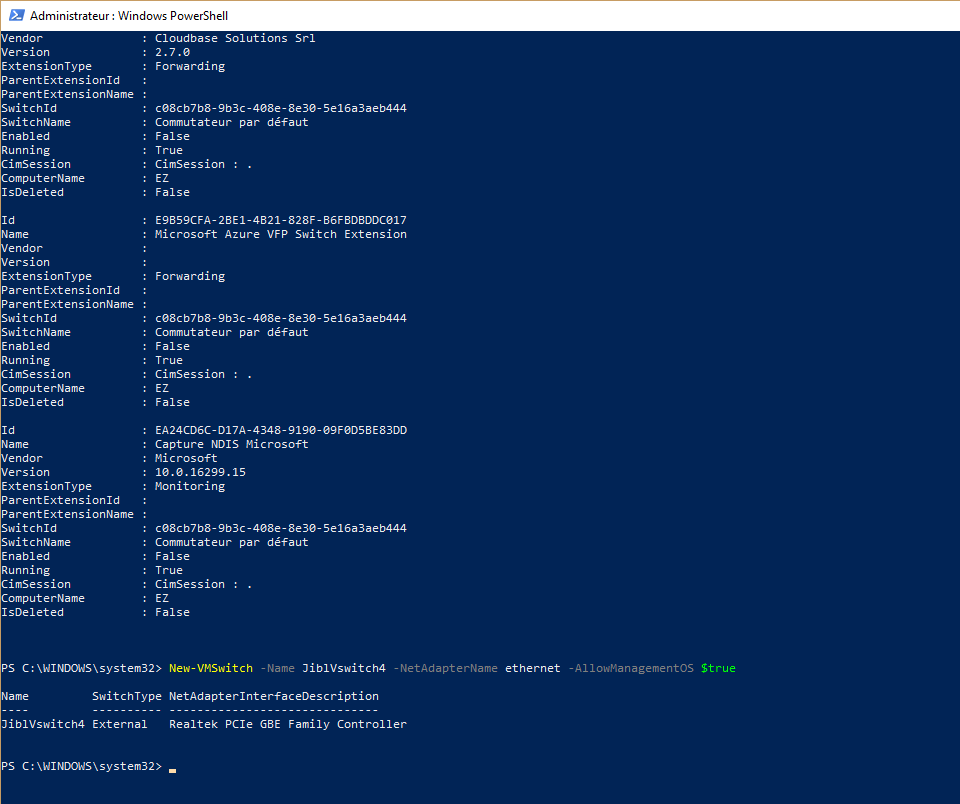 Administrateur : Windows PowerShell
Vendor                : Cloudbase Solutions Srl
Version               : 2.7.0
ExtensionType         : Forwarding
ParentExtensionId     :
ParentExtensionName   :
SwitchId              : c08cb7b8-9b3c-408e-8e30-5e16a3aeb444
SwitchName            : Commutateur par défaut
Enabled               : False
Running               : True
CimSession            : CimSession : .
ComputerName          : EZ
IsDeleted             : False
Id                    : E9B59CFA-2BE1-4B21-828F-B6FBDBDDC017
Name                  : Microsoft Azure VFP Switch Extension
Vendor                :
Version               :
ExtensionType         : Forwarding
ParentExtensionId     :
ParentExtensionName   :
SwitchId              : c08cb7b8-9b3c-408e-8e30-5e16a3aeb444
SwitchName            : Commutateur par défaut
Enabled               : False
Running               : True
CimSession            : CimSession : .
ComputerName          : EZ
IsDeleted             : False
Id                    : EA24CD6C-D17A-4348-9190-09F0D5BE83DD
Name                  : Capture NDIS Microsoft
Vendor                : Microsoft
Version               : 10.0.16299.15
ExtensionType         : Monitoring
ParentExtensionId     :
ParentExtensionName   :
SwitchId              : c08cb7b8-9b3c-408e-8e30-5e16a3aeb444
SwitchName            : Commutateur par défaut
Enabled               : False
Running               : True
CimSession            : CimSession : .
ComputerName          : EZ
IsDeleted             : False
PS C:\WINDOWS\system32> New-VMSwitch -Name JiblVswitch4 -NetAdapterName ethernet -AllowManagementOS $true
Name         SwitchType NetAdapterInterfaceDescription
----         ---------- ------------------------------
JiblVswitch4 External   Realtek PCIe GBE Family Controller
PS C:\WINDOWS\system32>